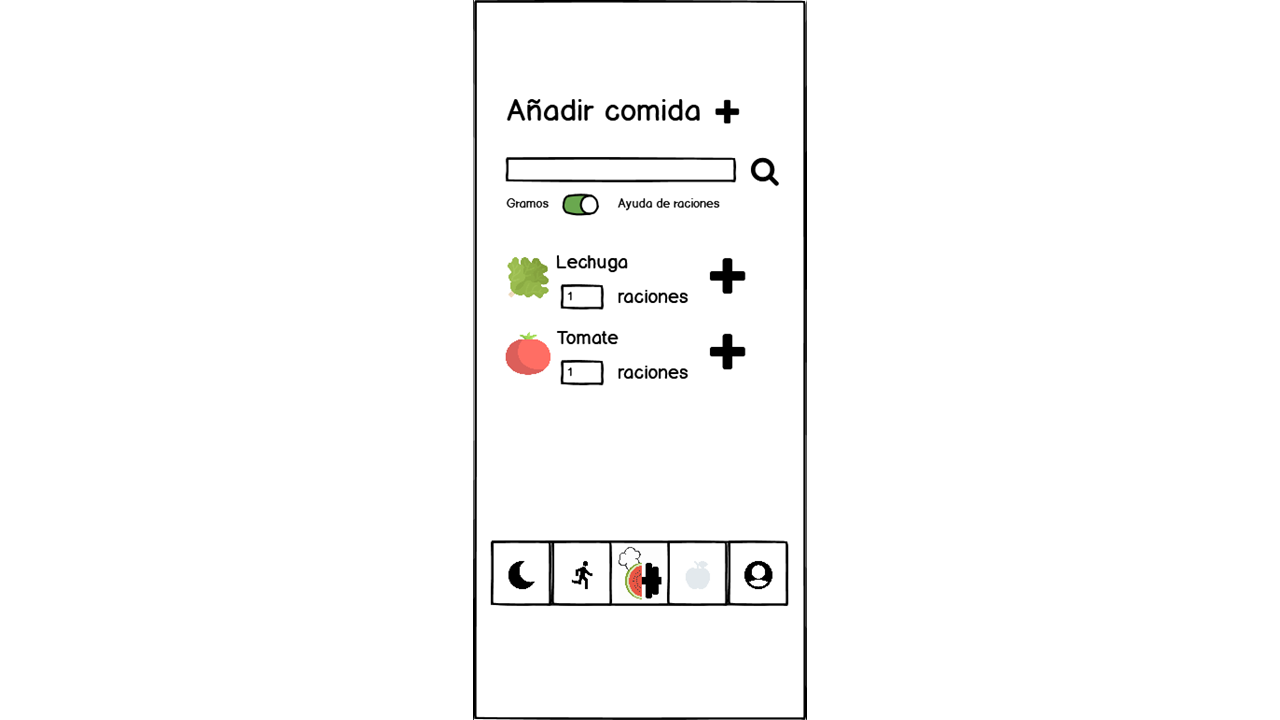 Añadir comida
Gramos Ayuda de raciones
Lechuga
1 raciones
Tomate
1 raciones